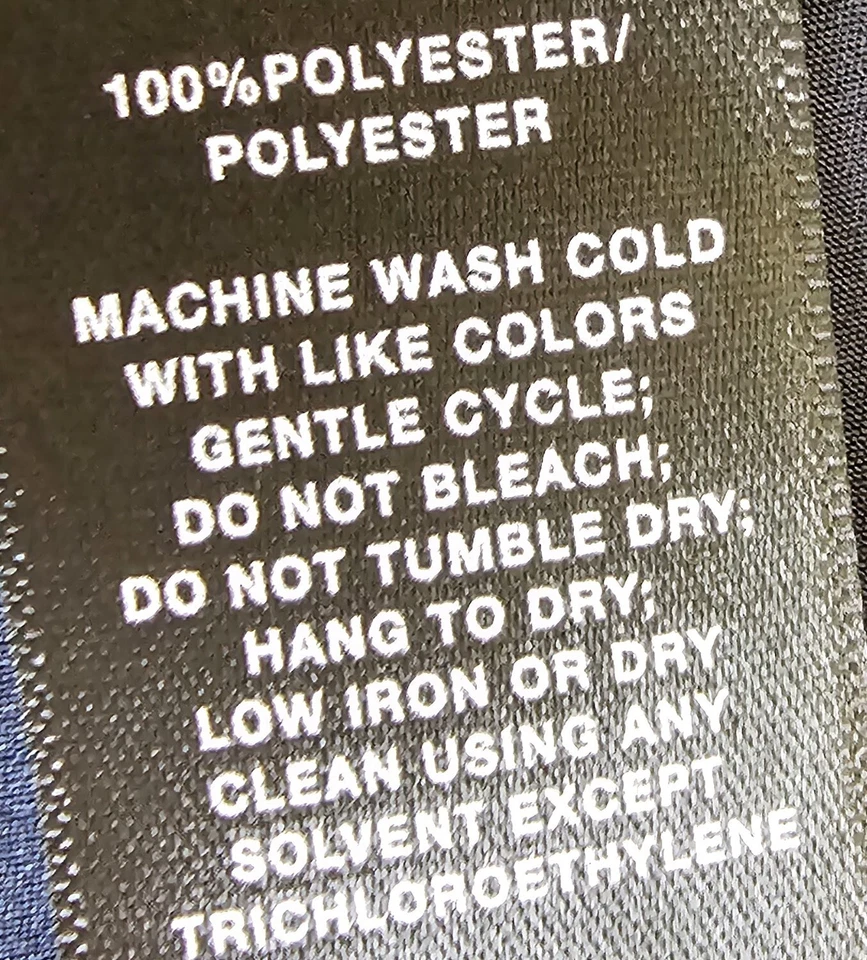 100%POLYESTER/
POLYESTER
MACHINE WASH COLD
WITH LIKE COLORS
GENTLE CYCLE;
DO NOT BLEACH;
DO NOT TUMBLE DRY;
HANG TO DRY;
LOW IRON OR DRY
CLEAN USING ANY
SOLVENT EXCEPT
TRICHLOROETHYLENE